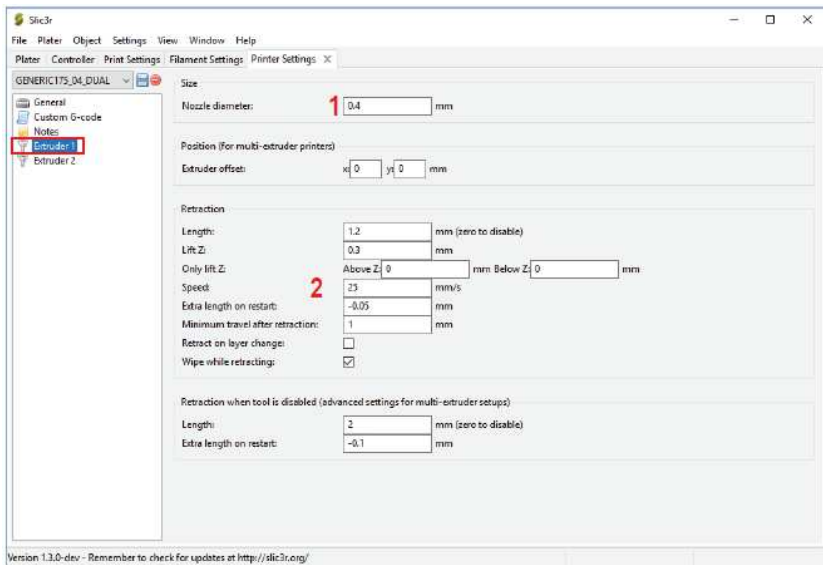 Slic3r
File Plater Object Settings View Window Help
Plater Controller Print Settings Filament Settings Printer Settings
GENERIC175_04_DUAL
General
Custom G-code
Notes
Extruder 1
Extruder 2
Size
Nozzle diameter: 1 0.4 mm
Position (for multi-extruder printers)
Extruder offset: x: 0 y: 0 mm
Retraction
Length: 1.2 mm (zero to disable)
Lift Z: 0.3 mm
Only lift Z: Above Z: 0 mm Below Z: 0 mm
Speed: 2 25 mm/s
Extra length on restart: -0.05 mm
Minimum travel after retraction: 1 mm
Retract on layer change:
Wipe while retracting:
Retraction when tool is disabled (advanced settings for multi-extruder setups)
Length: 2 mm (zero to disable)
Extra length on restart: -0.1 mm
Version 1.3.0-dev - Remember to check for updates at http://slic3r.org/